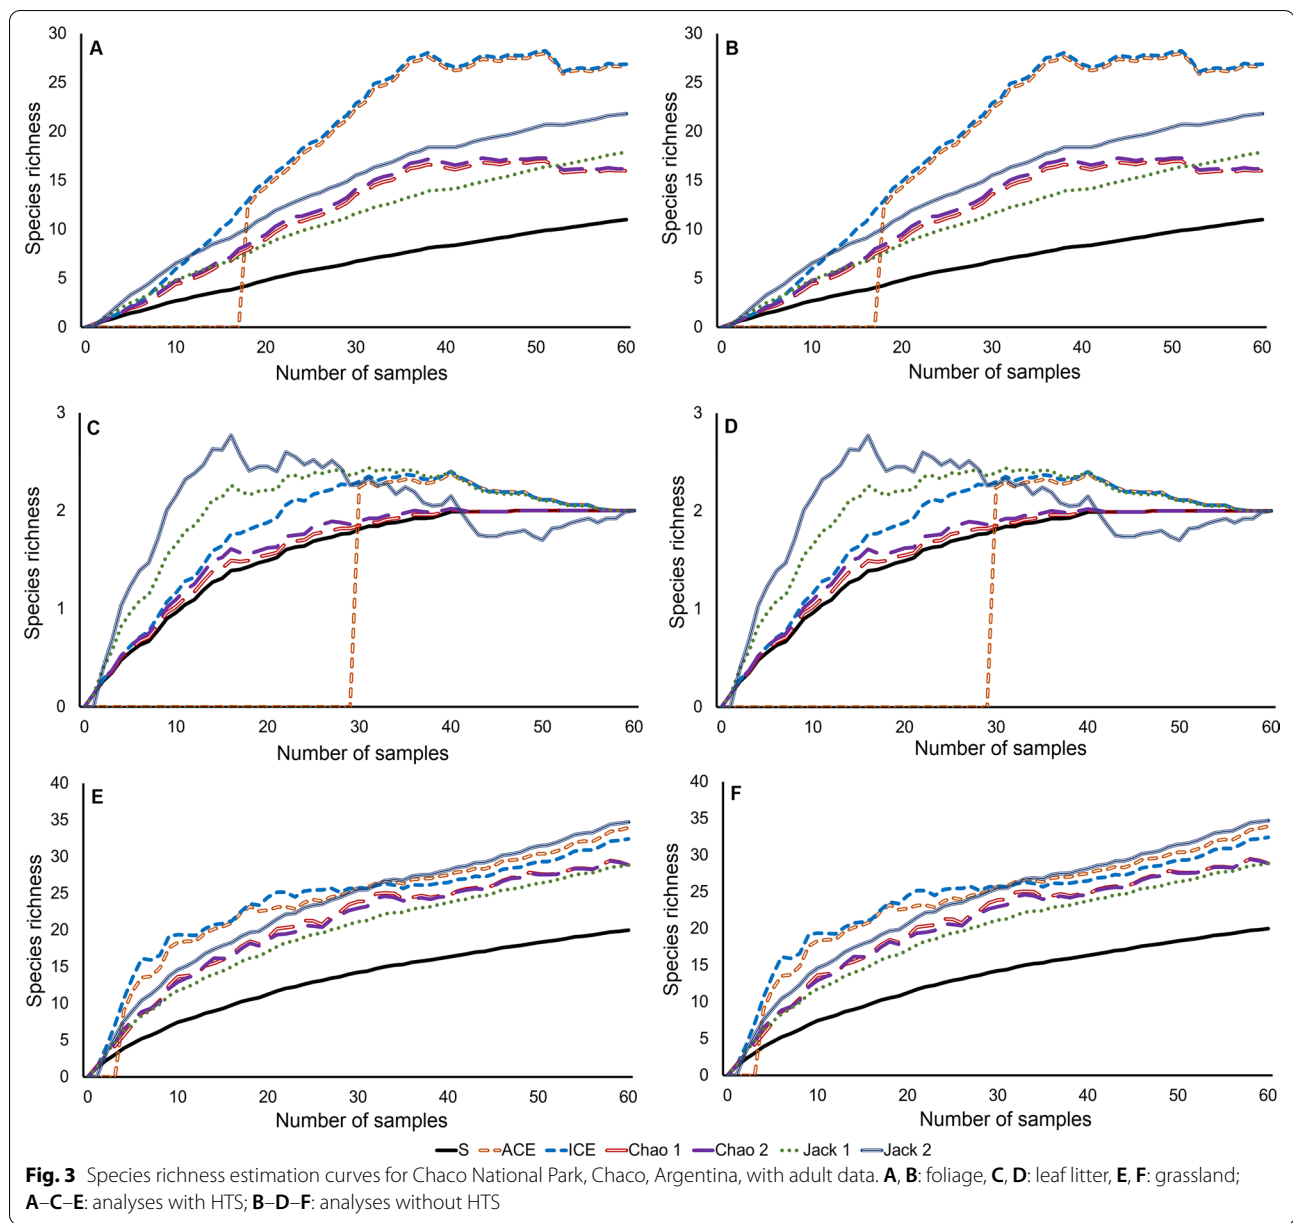 A
30
25
20
15
10
5
0
Species richness
0 10 20 30 40 50 60
Number of samples
B
30
25
20
15
10
5
0
Species richness
0 10 20 30 40 50 60
Number of samples
C
3
2
1
0
Species richness
0 10 20 30 40 50 60
Number of samples
D
3
2
1
0
Species richness
0 10 20 30 40 50 60
Number of samples
E
40
35
30
25
20
15
10
5
0
Species richness
0 10 20 30 40 50 60
Number of samples
F
40
35
30
25
20
15
10
5
0
Species richness
0 10 20 30 40 50 60
Number of samples
S ACE ICE Chao 1 Chao 2 Jack 1 Jack 2
Fig. 3 Species richness estimation curves for Chaco National Park, Chaco, Argentina, with adult data. A, B: foliage, C, D: leaf litter, E, F: grassland;
A–C–E: analyses with HTS; B–D–F: analyses without HTS